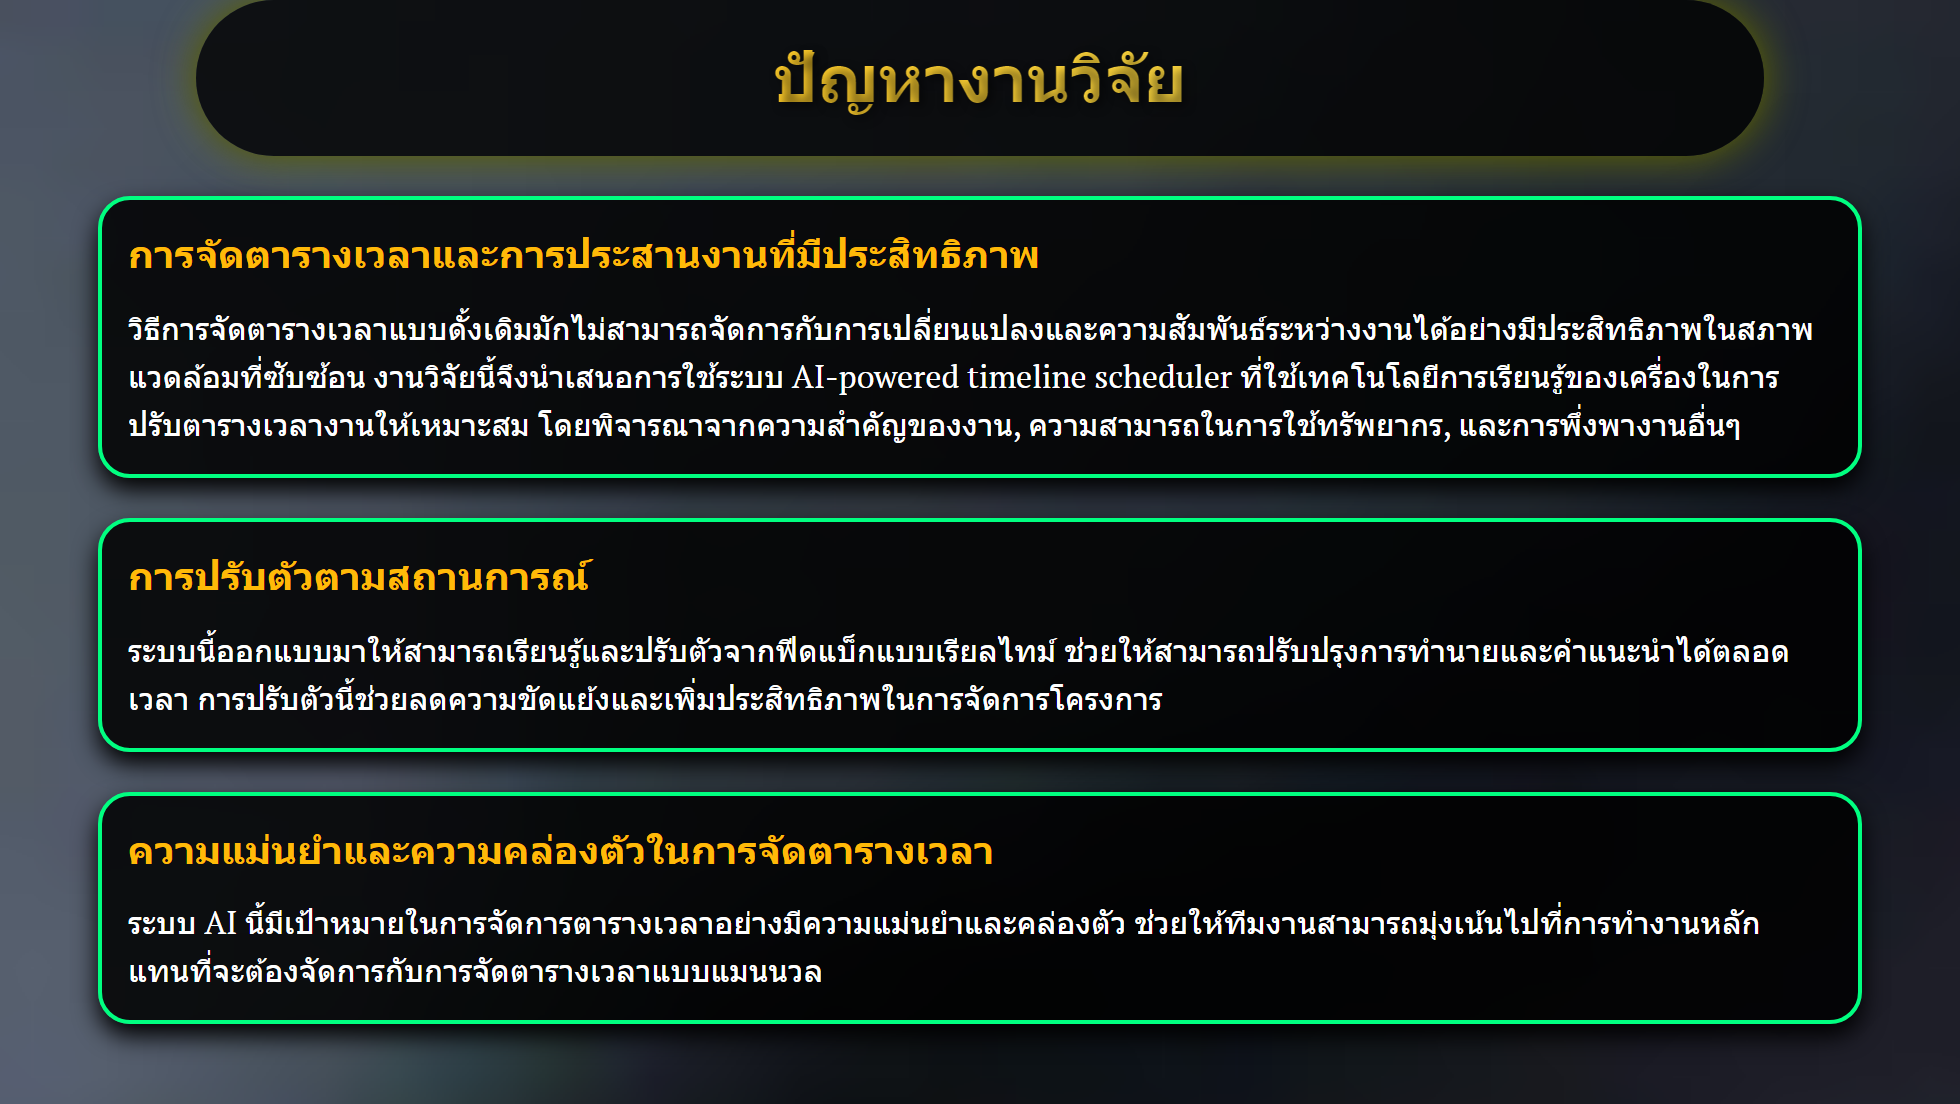 ปัญหางานวิจัย
การจัดตารางเวลาและการประสานงานที่มีประสิทธิภาพ
วิธีการจัดตารางเวลาแบบดั้งเดิมมักไม่สามารถจัดการกับการเปลี่ยนแปลงและความสัมพันธ์ระหว่างงานได้อย่างมีประสิทธิภาพในสภาพ
แวดล้อมที่ซับซ้อน งานวิจัยนี้จึงนำเสนอการใช้ระบบ AI-powered timeline scheduler ที่ใช้เทคโนโลยีการเรียนรู้ของเครื่องในการ
ปรับตารางเวลางานให้เหมาะสม โดยพิจารณาจากความสำคัญของงาน, ความสามารถในการใช้ทรัพยากร, และการพึ่งพางานอื่นๆ
การปรับตัวตามสถานการณ์
ระบบนี้ออกแบบมาให้สามารถเรียนรู้และปรับตัวจากฟีดแบ็กแบบเรียลไทม์ ช่วยให้สามารถปรับปรุงการทำนายและคำแนะนำได้ตลอด
เวลา การปรับตัวนี้ช่วยลดความขัดแย้งและเพิ่มประสิทธิภาพในการจัดการโครงการ
ความแม่นยำและความคล่องตัวในการจัดตารางเวลา
ระบบ AI นี้มีเป้าหมายในการจัดการตารางเวลาอย่างมีความแม่นยำและคล่องตัว ช่วยให้ทีมงานสามารถมุ่งเน้นไปที่การทำงานหลัก
แทนที่จะต้องจัดการกับการจัดตารางเวลาแบบแมนนวล